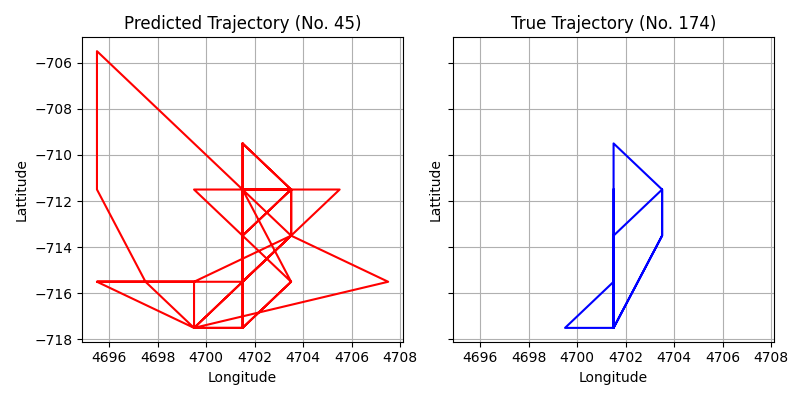 Predicted Trajectory (No. 45)
True Trajectory (No. 174)
−706
−708
−710
−712
−714
−716
−718
Lattitude
Lattitude
4696 4698 4700 4702 4704 4706 4708
4696 4698 4700 4702 4704 4706 4708
Longitude
Longitude